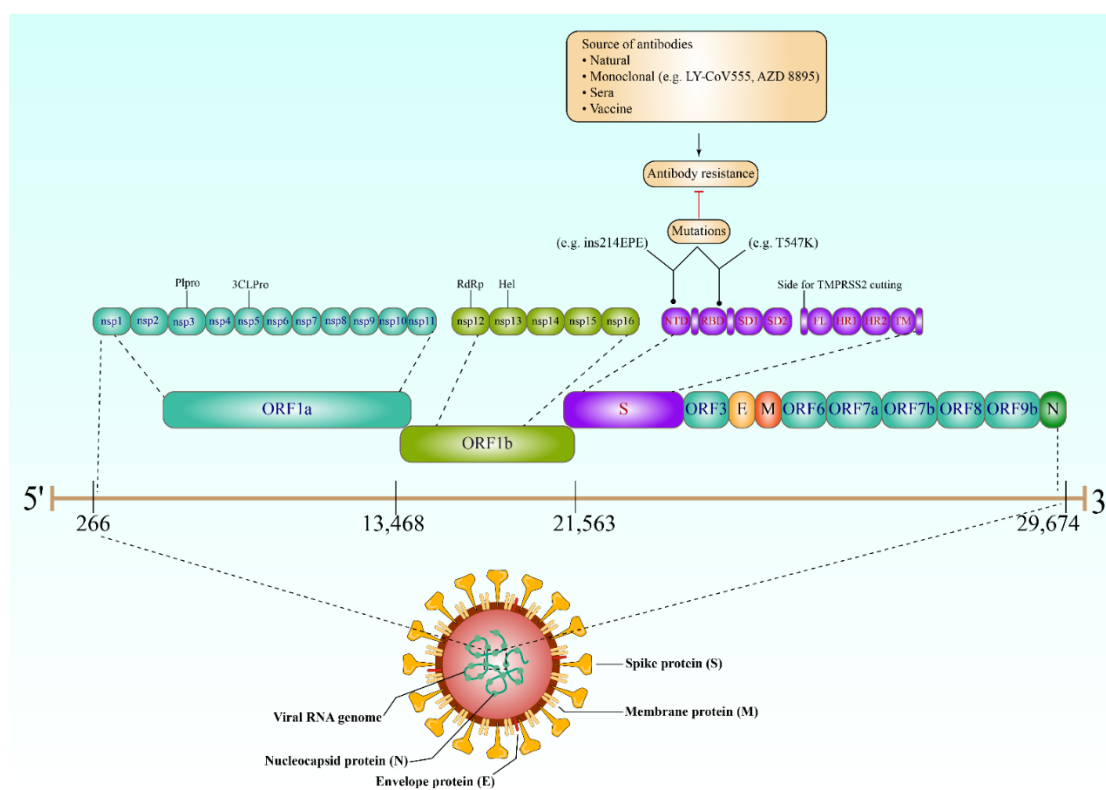 Source of antibodies
• Natural
• Monoclonal (e.g. LY-CoV555, AZD 8895)
• Sera
• Vaccine
Antibody resistance
Mutations
(e.g. ins214EPE)
(e.g. T547K)
Plpro
3CLPro
RdRp
Hel
Side for TMPRSS2 cutting
nsp1
nsp2
nsp3
nsp4
nsp5
nsp6
nsp7
nsp8
nsp9
nsp10
nsp11
nsp12
nsp13
nsp14
nsp15
nsp16
NTD
RBD
SD1
SD2
FL
HR1
HR2
TM
ORF1a
S
ORF3
E
M
ORF6
ORF7a
ORF7b
ORF8
ORF9b
N
ORF1b
5'
3
266
13,468
21,563
29,674
Spike protein (S)
Viral RNA genome
Membrane protein (M)
Nucleocapsid protein (N)
Envelope protein (E)